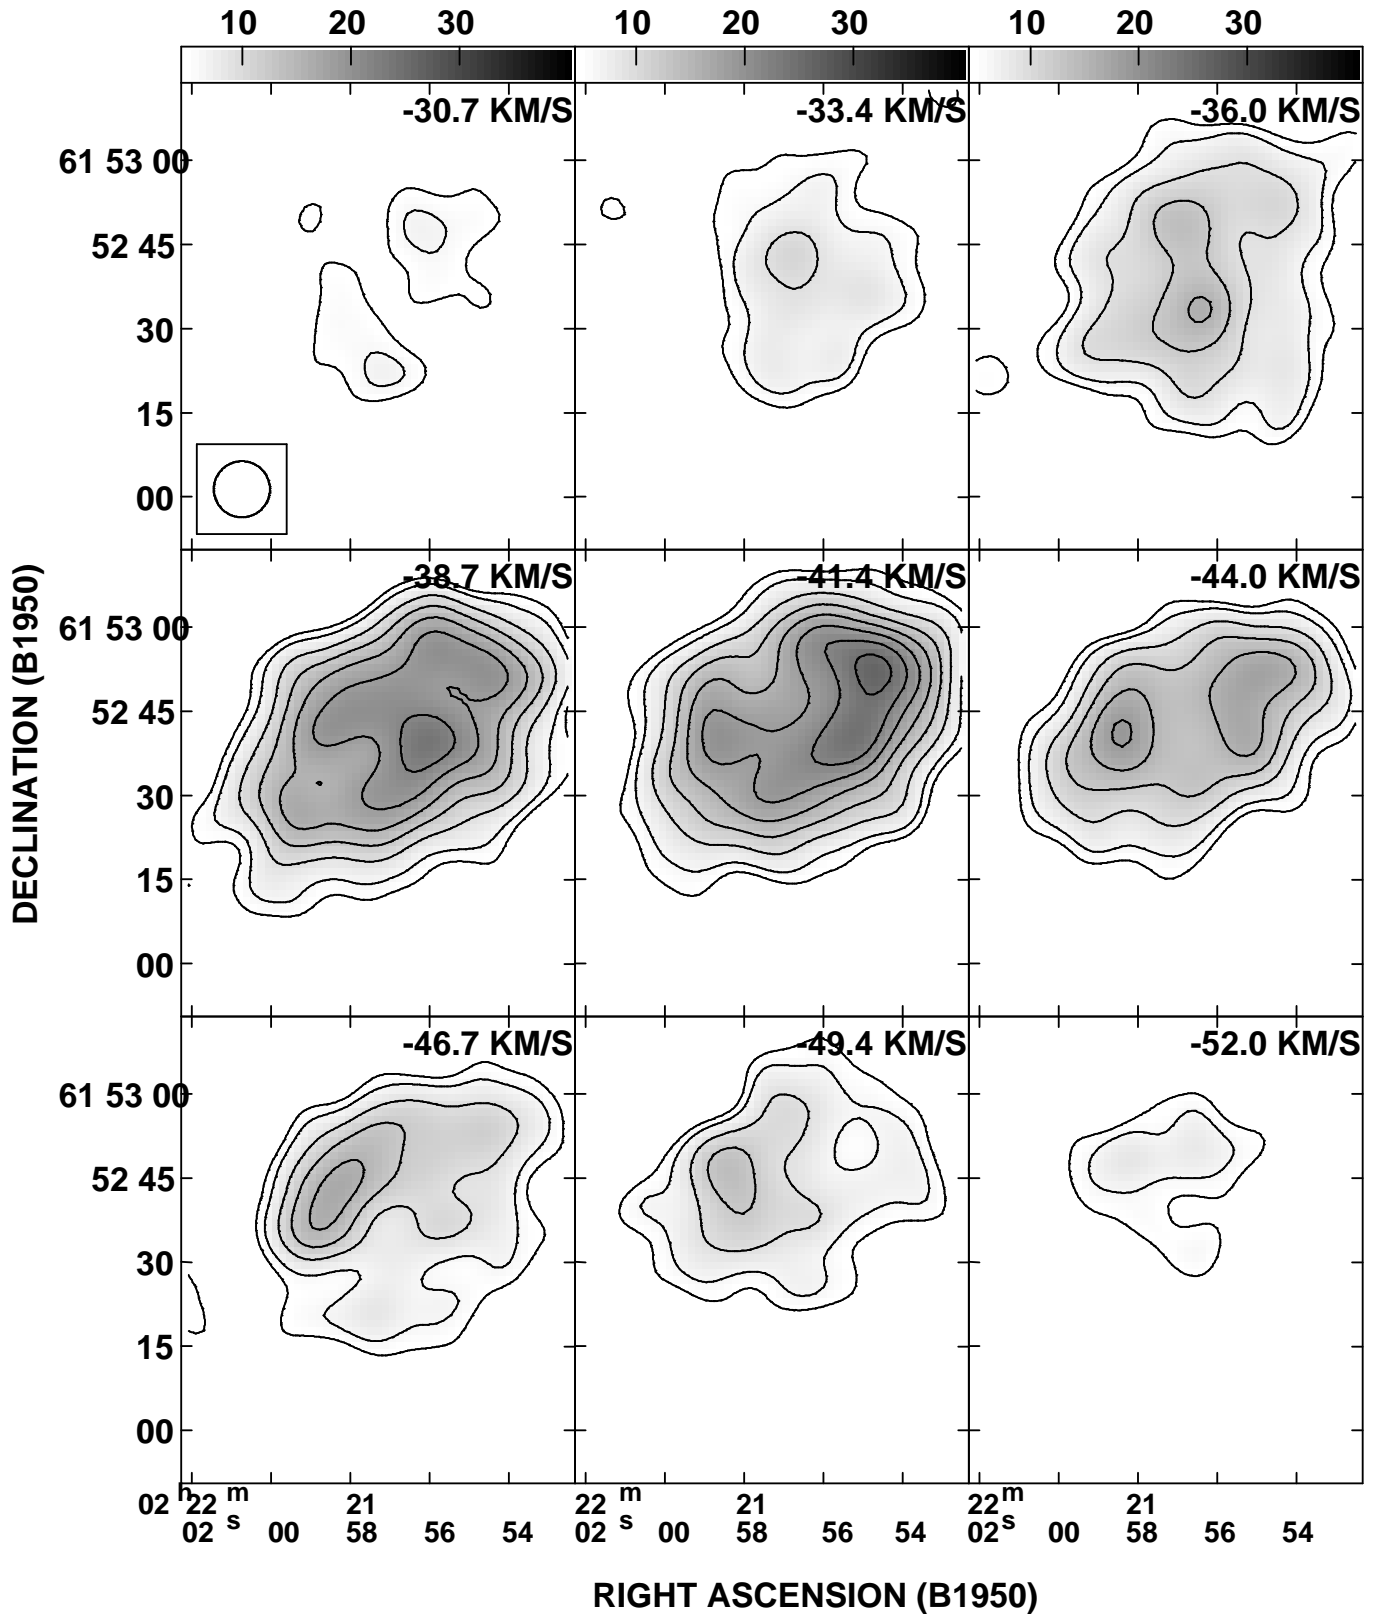 10 20 30 10 20 30 10 20 30
-30.7 KM/S -33.4 KM/S -36.0 KM/S
61 53 00
52 45
30
15
00
-38.7 KM/S -41.4 KM/S -44.0 KM/S
61 53 00
52 45
30
15
00
DECLINATION (B1950)
-46.7 KM/S -49.4 KM/S -52.0 KM/S
61 53 00
52 45
30
15
00
02 h 22 m 21 22 m 21 22 m 21
02 s 00 58 56 54 02 s 00 58 56 54 02 s 00 58 56 54
RIGHT ASCENSION (B1950)